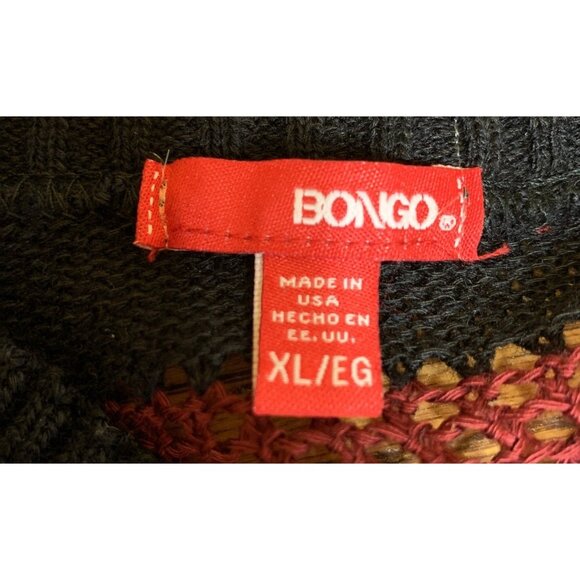 BONGO®
MADE IN
USA
HECHO EN
EE. UU.
XL/EG